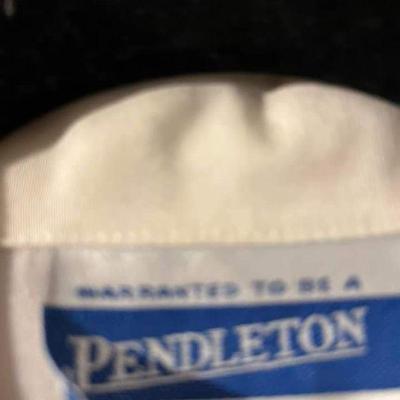 WARRANTED TO BE A
PENDLETON